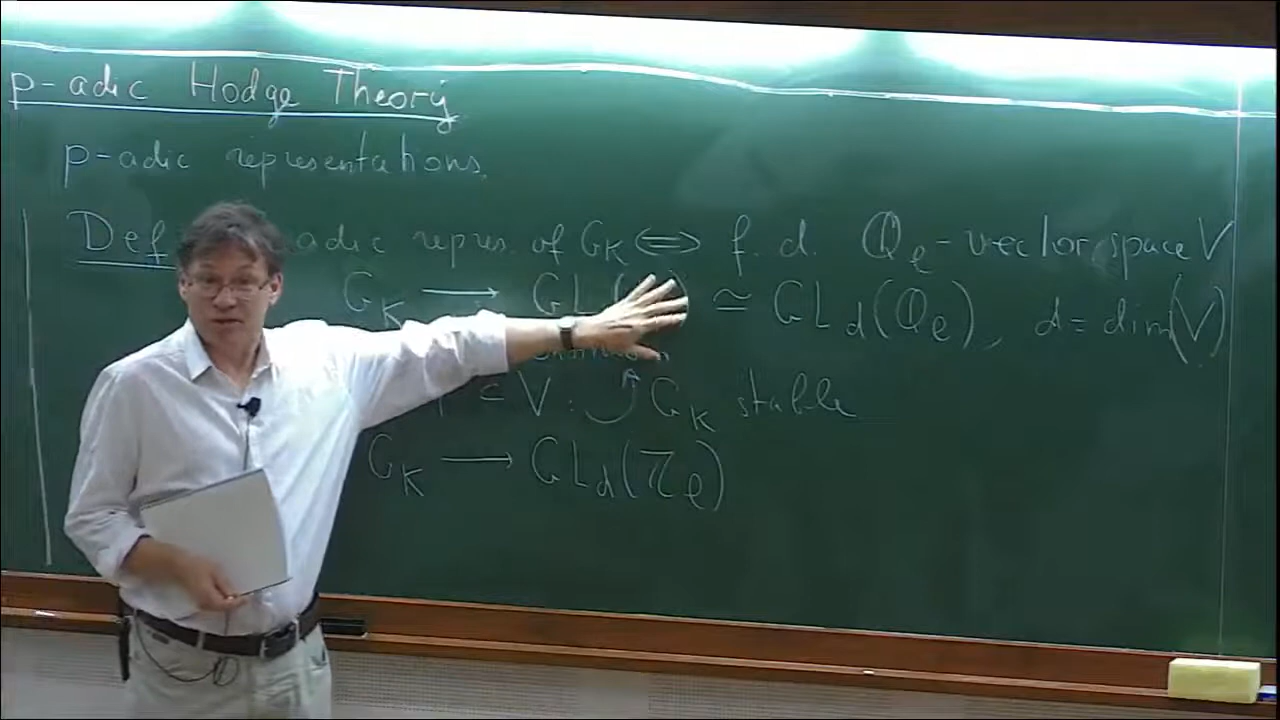 p-adic Hodge Theory
p-adic representations.
Def adic repres. of G_K ⟺ f. d. Q_ℓ-vector space V
G_K ⟶ GL( ) ≃ GL_d(Q_ℓ), d = dim(V)
⊂ V : G_K stable
G_K ⟶ GL_d(ℤ_ℓ)